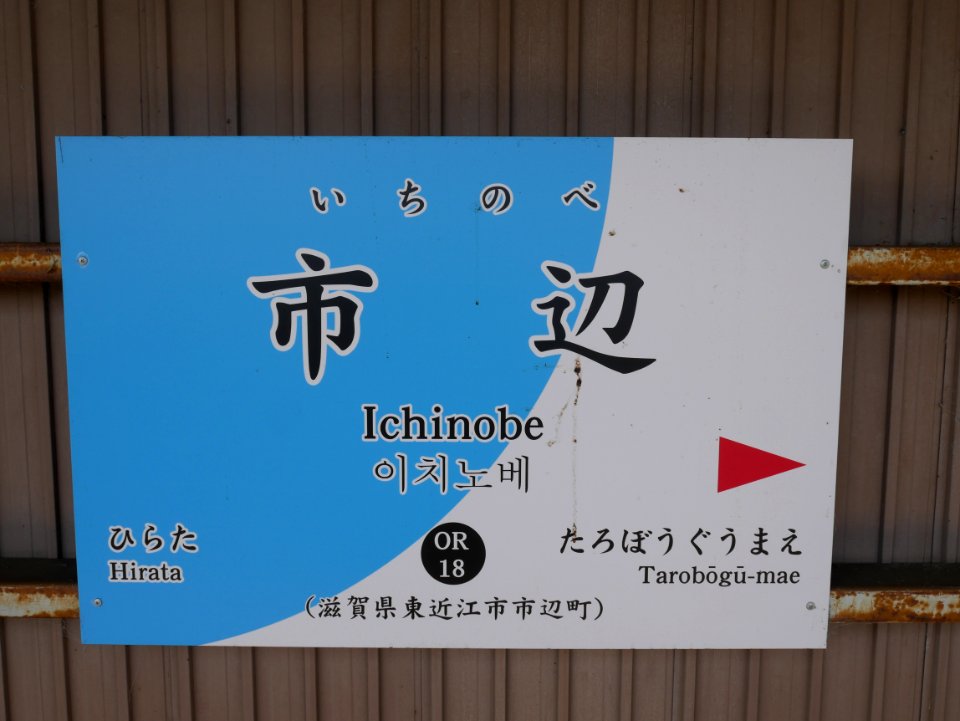 いちのべ
市辺
Ichinobe
이치노베
ひらた
Hirata
OR
18
たろぼうぐうまえ
Tarobōgū-mae
(滋賀県東近江市市辺町)